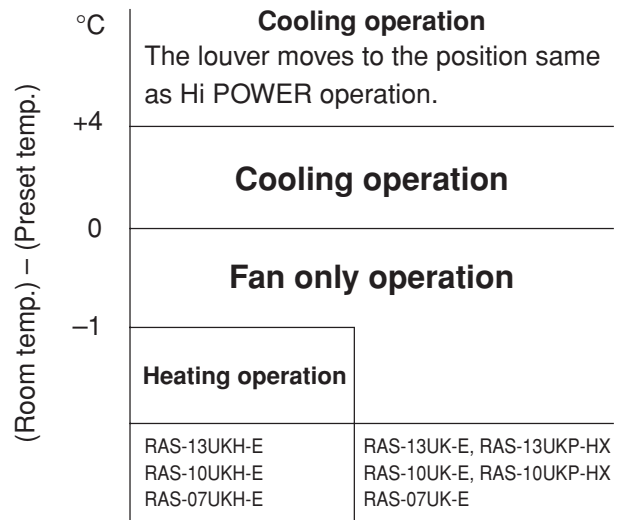 °C
Cooling operation
The louver moves to the position same
as Hi POWER operation.
+4
Cooling operation
0
Fan only operation
–1
Heating operation
(Room temp.) – (Preset temp.)
RAS-13UKH-E
RAS-10UKH-E
RAS-07UKH-E
RAS-13UK-E, RAS-13UKP-HX
RAS-10UK-E, RAS-10UKP-HX
RAS-07UK-E